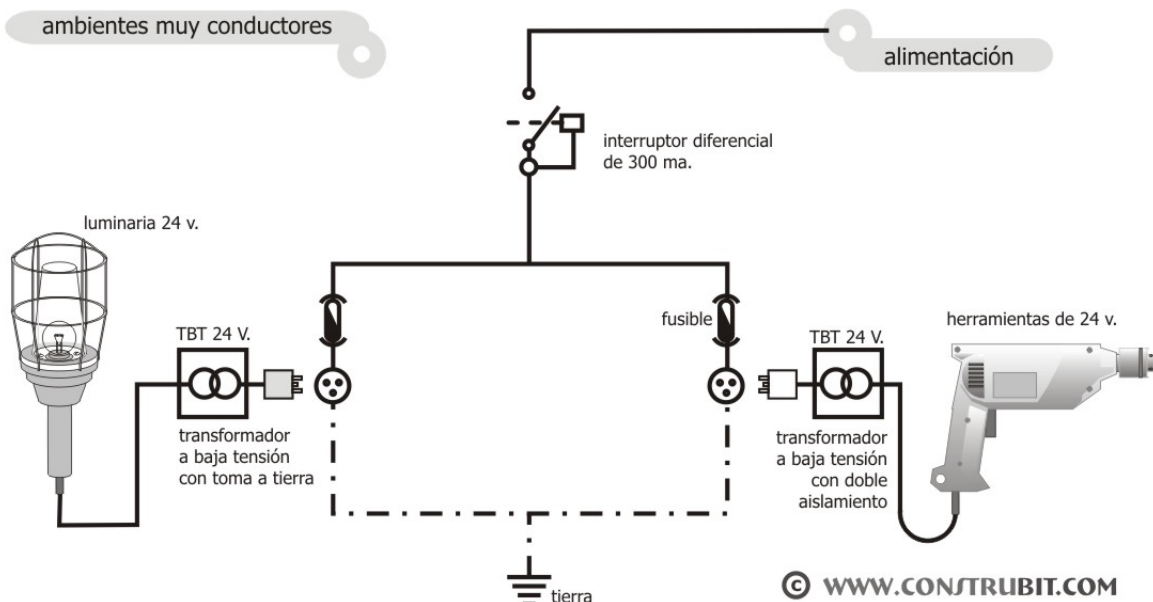 ambientes muy conductores
alimentación
interruptor diferencial
de 300 ma.
luminaria 24 v.
TBT 24 V.
transformador
a baja tensión
con toma a tierra
fusible
TBT 24 V.
transformador
a baja tensión
con doble
aislamiento
herramientas de 24 v.
tierra
© WWW.CONSTRUBIT.COM